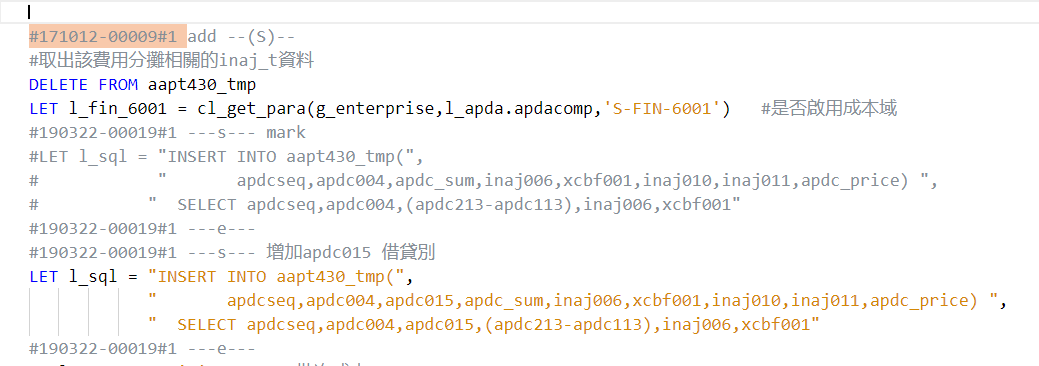 #171012-00009#1 add --(S)--
#取出該費用分攤相關的inaj_t資料
DELETE FROM aapt430_tmp
LET l_fin_6001 = cl_get_para(g_enterprise,l_apda.apdacomp,'S-FIN-6001')   #是否啟用成本域
#190322-00019#1 ---s--- mark
#LET l_sql = "INSERT INTO aapt430_tmp(",
#            "       apdcseq,apdc004,apdc_sum,inaj006,xcbf001,inaj010,inaj011,apdc_price) ",
#           "  SELECT apdcseq,apdc004,(apdc213-apdc113),inaj006,xcbf001"
#190322-00019#1 ---e---
#190322-00019#1 ---s--- 增加apdc015 借貸別
LET l_sql = "INSERT INTO aapt430_tmp(",
            "       apdcseq,apdc004,apdc015,apdc_sum,inaj006,xcbf001,inaj010,inaj011,apdc_price) ",
            "  SELECT apdcseq,apdc004,apdc015,(apdc213-apdc113),inaj006,xcbf001"
#190322-00019#1 ---e---